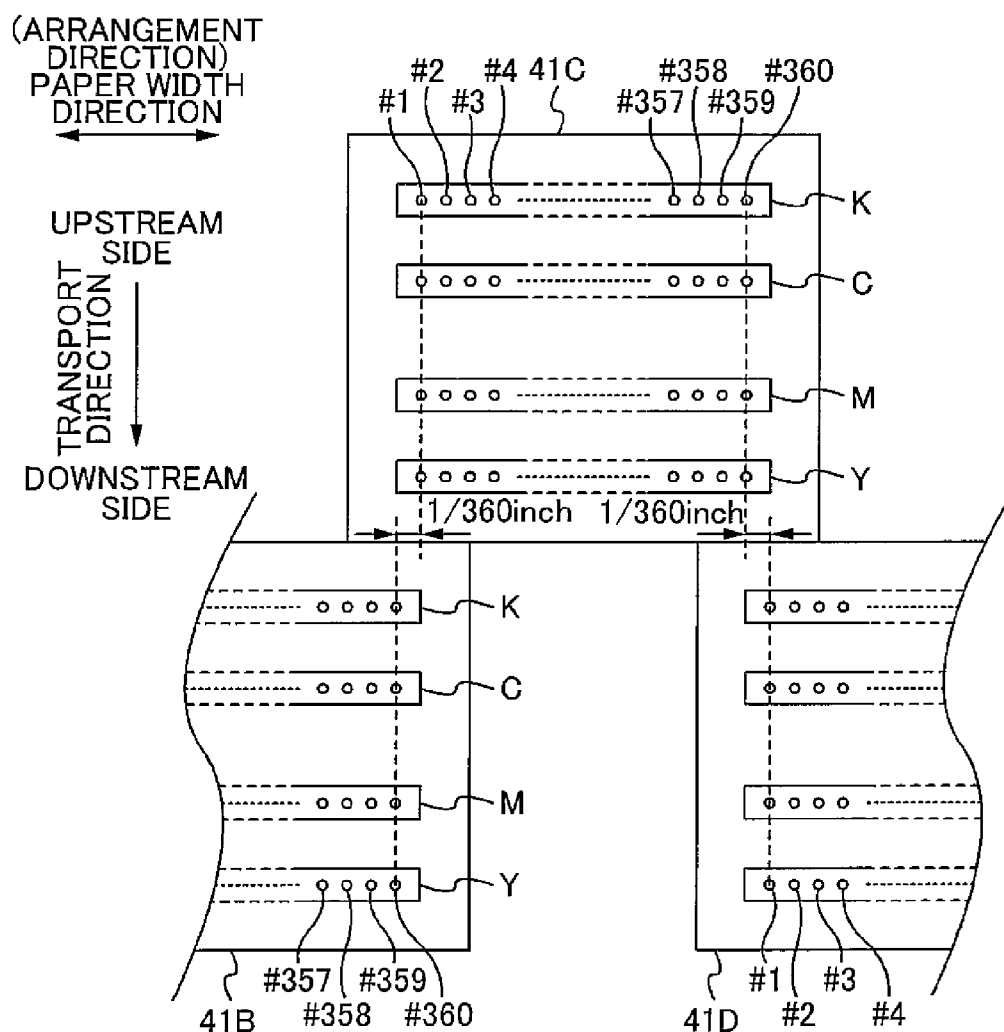 (ARRANGEMENT
DIRECTION)
PAPER WIDTH
DIRECTION
#1
#2
#3
#4
41C
#357
#358
#359
#360
UPSTREAM
SIDE
TRANSPORT
DIRECTION
DOWNSTREAM
SIDE
K
C
M
Y
1/360inch
1/360inch
K
C
M
Y
#357
#358
#359
#360
41B
41D
#1
#2
#3
#4